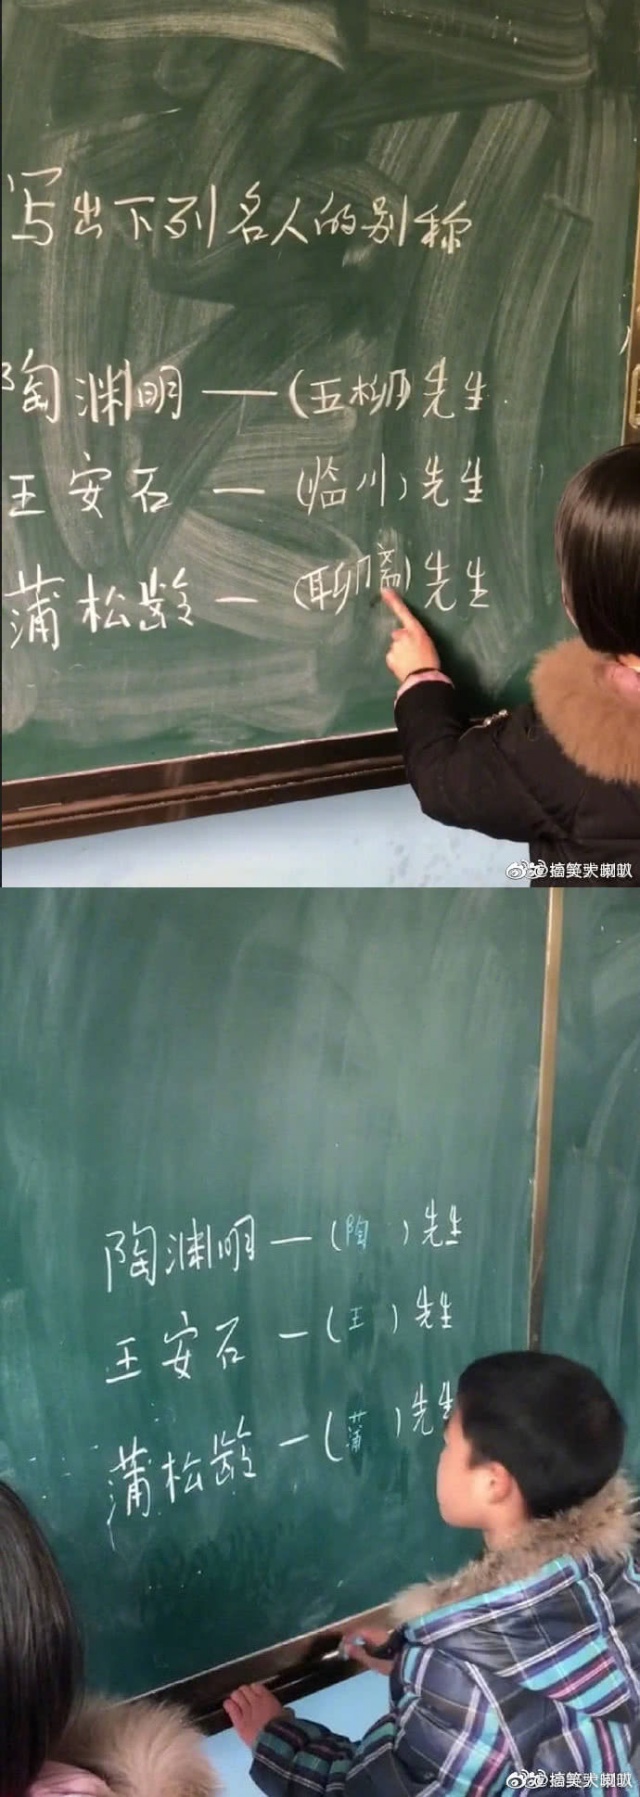 写出下列名人的别称
陶渊明——(五柳)先生
王安石—(临川)先生
蒲松龄—(聊斋)先生
@搞笑大喇叭
陶渊明—(陶 )先生
王安石—(王 )先生
蒲松龄—(蒲 )先生
@搞笑大喇叭